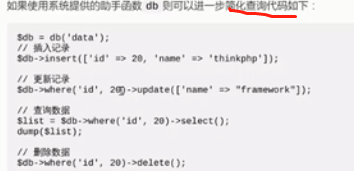 如果使用系统提供的助手函数 db 则可以进一步简化查询代码如下：
$db = db('data');
// 插入记录
$db->insert(['id' => 20, 'name' => 'thinkphp']);
// 更新记录
$db->where('id', 20)->update(['name' => "framework"]);
// 查询数据
$list = $db->where('id', 20)->select();
dump($list);
// 删除数据
$db->where('id', 20)->delete();